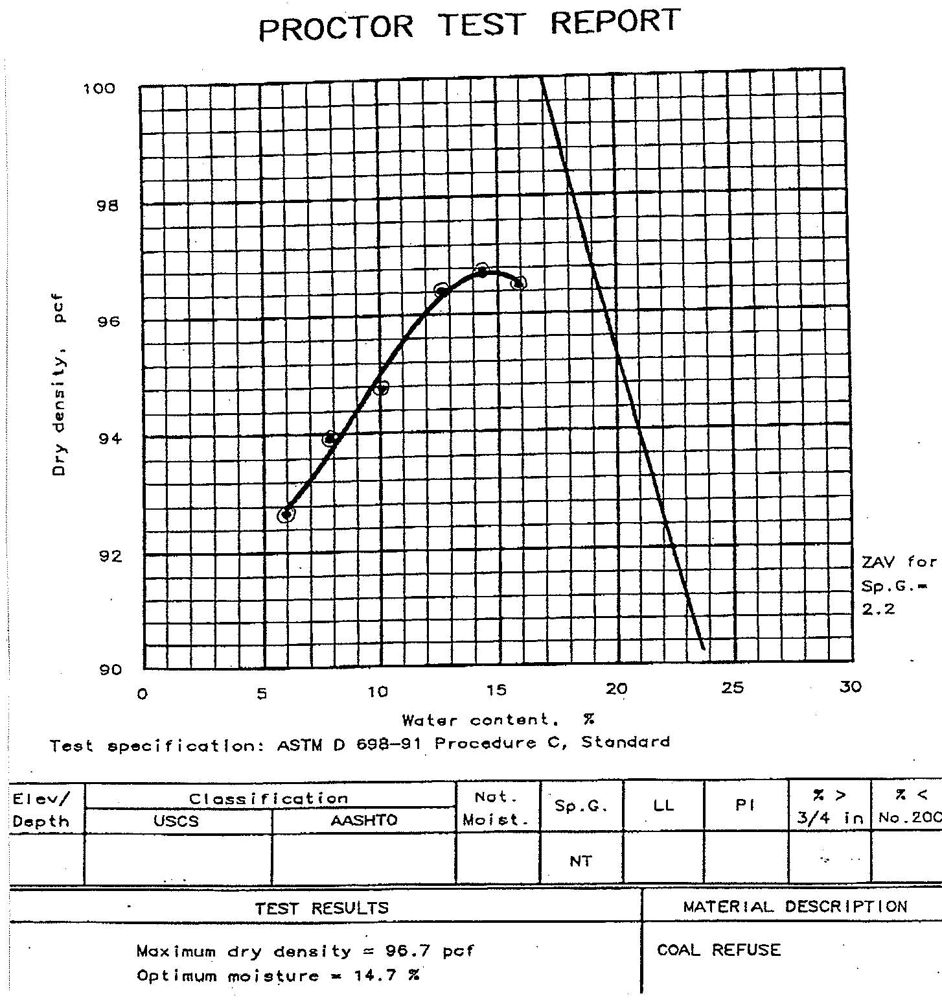 PROCTOR TEST REPORT
100
98
96
94
92
90
Dry density, pcf
0 5 10 15 20 25 30
Water content, %
ZAV for
Sp.G.=
2.2
Test specification: ASTM D 698-91 Procedure C, Standard
Elev/ Depth
Classification
USCS
AASHTO
Nat. Moist.
Sp.G.
LL
PI
% > 3/4 in
% < No.200
NT
TEST RESULTS
MATERIAL DESCRIPTION
Maximum dry density = 96.7 pcf
Optimum moisture = 14.7 %
COAL REFUSE